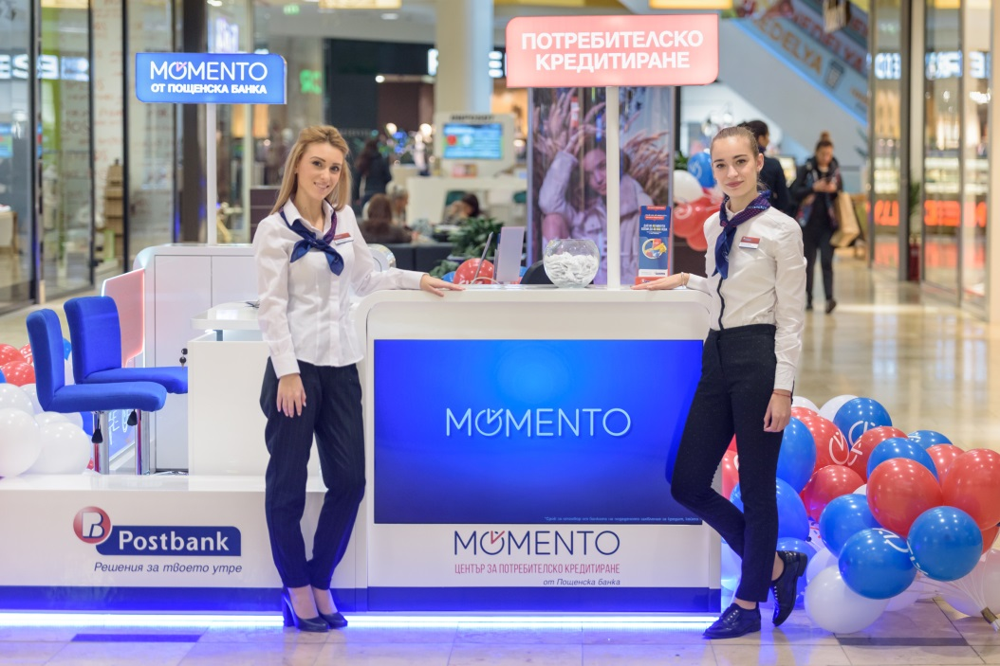 MOMENTO
ОТ ПОЩЕНСКА БАНКА
ПОТРЕБИТЕЛСКО
КРЕДИТИРАНЕ
MOMENTO
Postbank
Решения за твоето утре
MOMENTO
ЦЕНТЪР ЗА ПОТРЕБИТЕЛСКО КРЕДИТИРАНЕ
от Пощенска банка